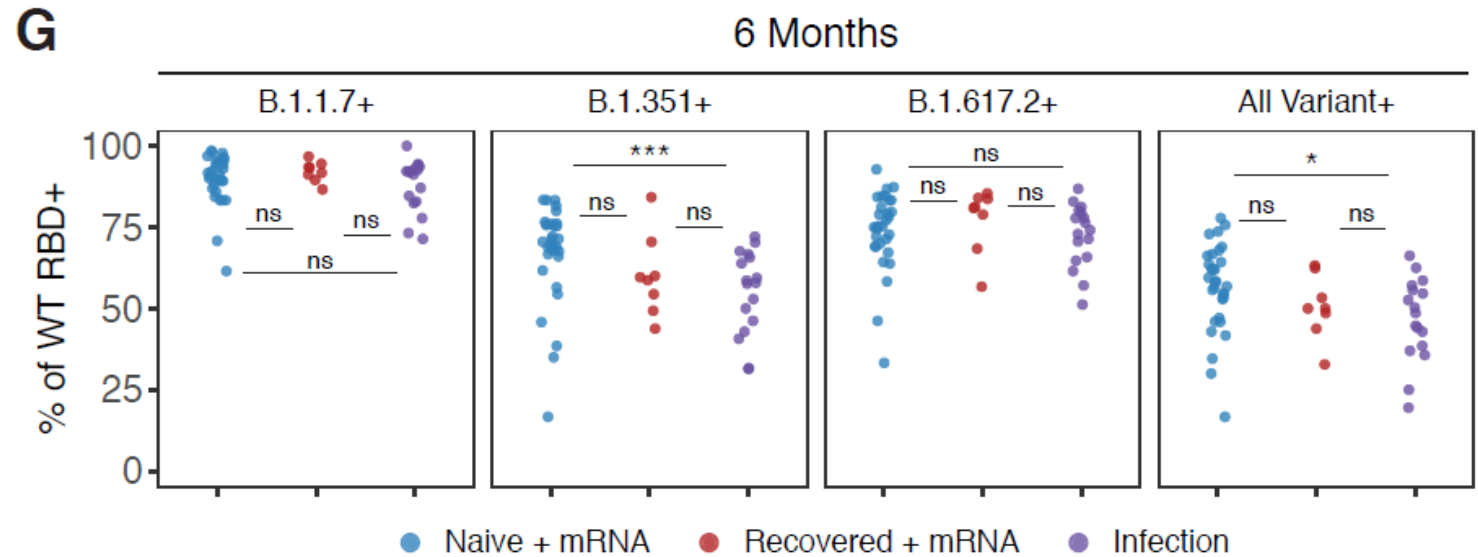 G
6 Months
B.1.1.7+ B.1.351+ B.1.617.2+ All Variant+
% of WT RBD+
100
75
50
25
0
ns ns ns
*** ns ns
ns ns ns
* ns ns
Naive + mRNA Recovered + mRNA Infection